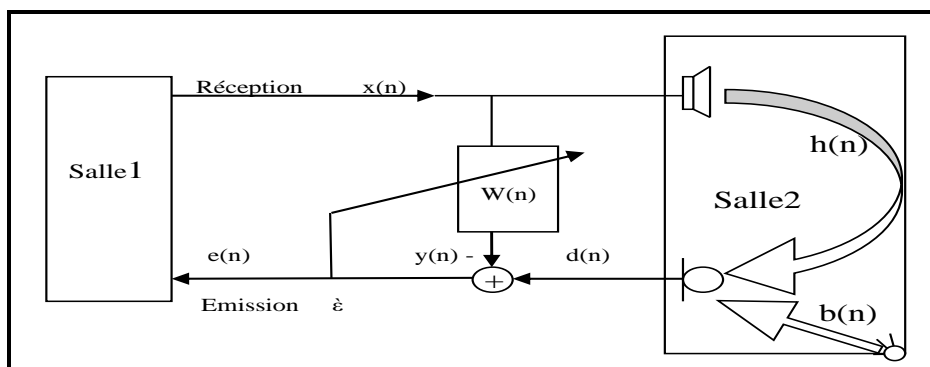 Réception x(n)
h(n)
Salle1
W(n)
Salle2
e(n) y(n) - d(n)
+
Emission è
b(n)